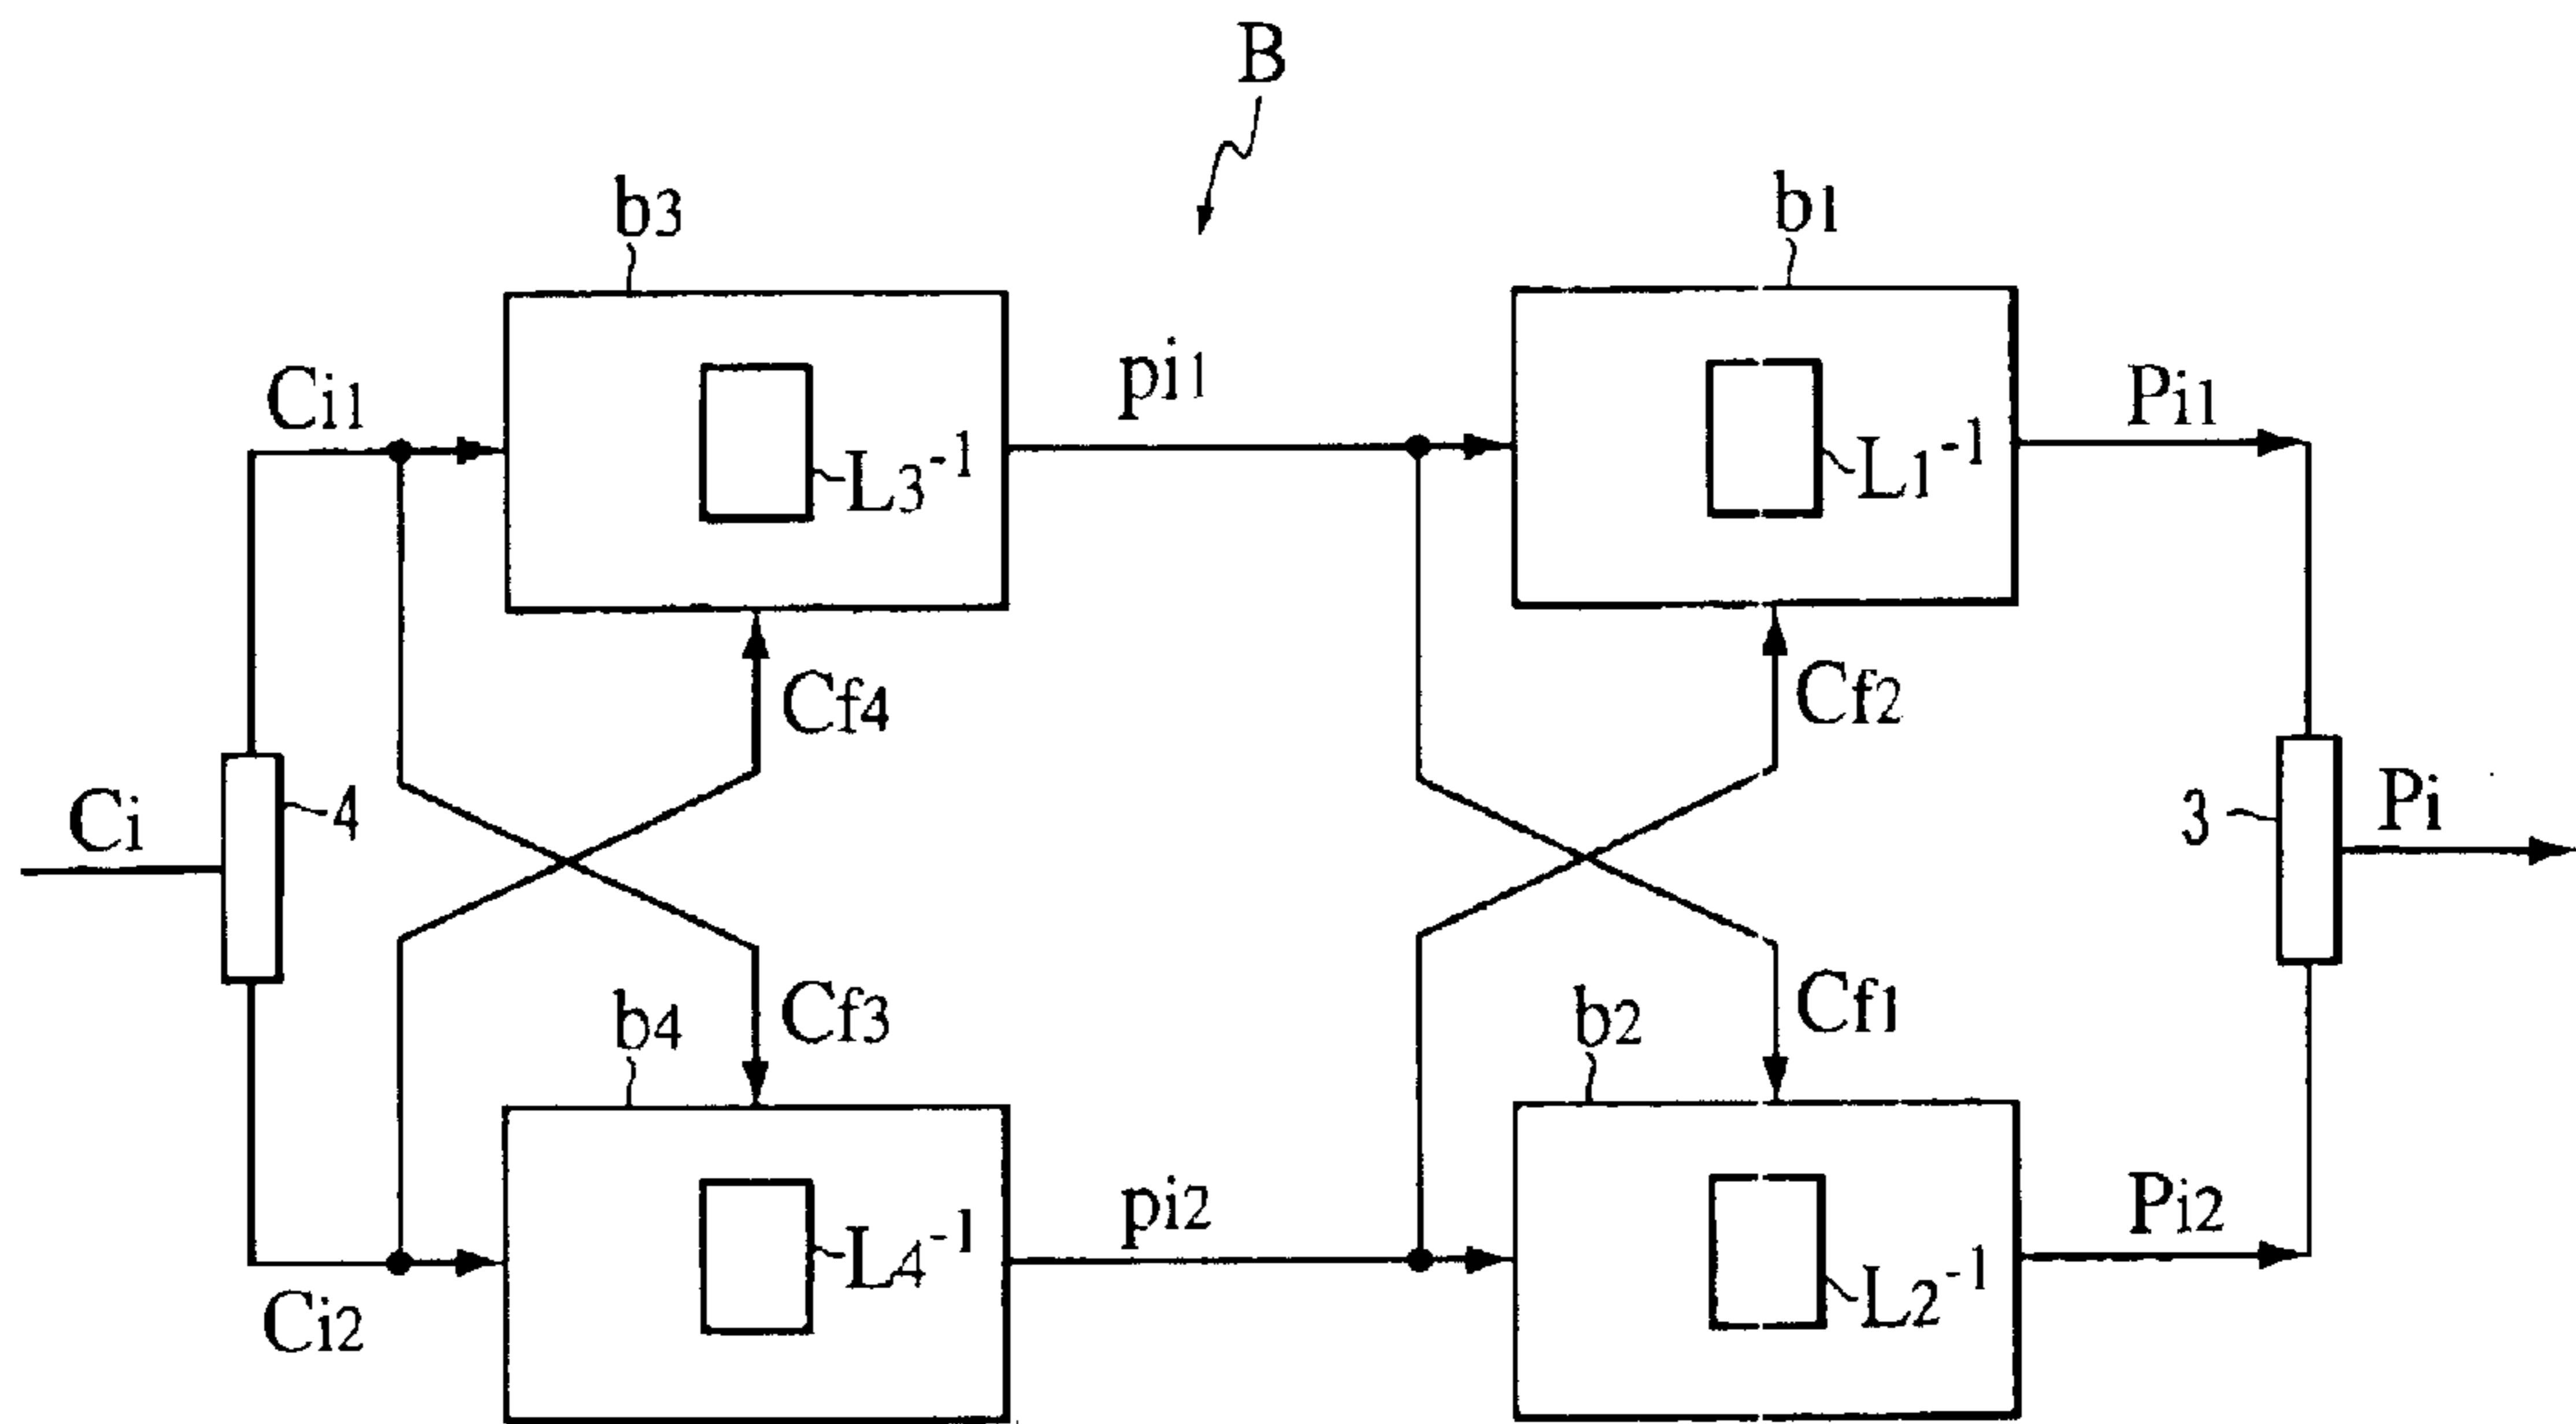 B
b3
b1
Ci1
pi1
Pi1
L3-1
L1-1
Cf4
Cf2
Ci
4
3
Pi
Cf3
Cf1
b4
b2
pi2
Pi2
L4-1
L2-1
Ci2